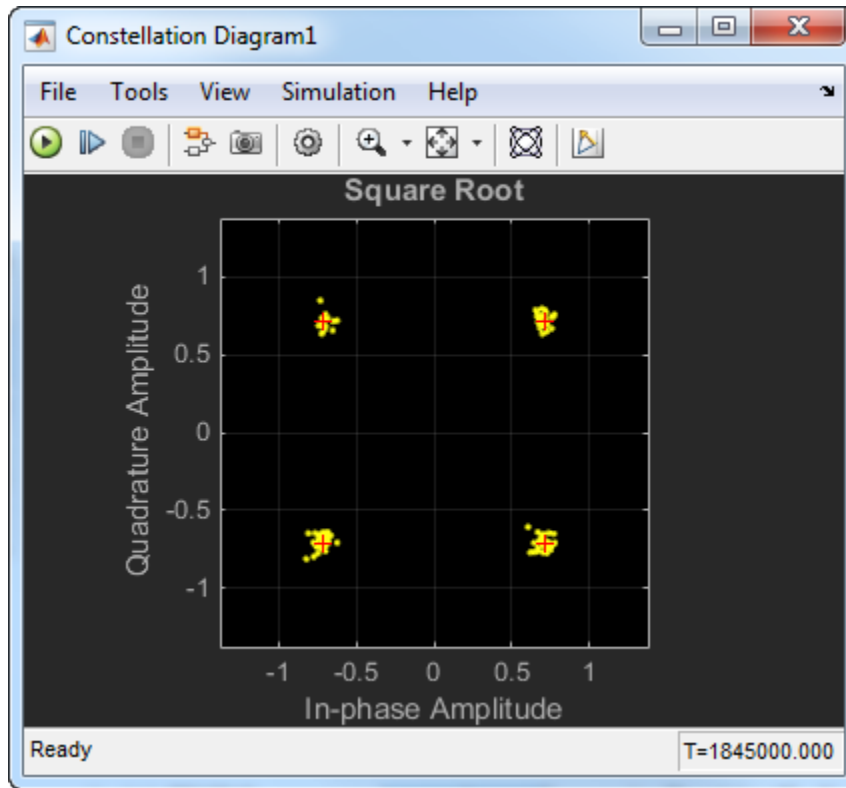 Constellation Diagram1
File Tools View Simulation Help
Square Root
Quadrature Amplitude
1
0.5
0
-0.5
-1
-1 -0.5 0 0.5 1
In-phase Amplitude
Ready T=1845000.000